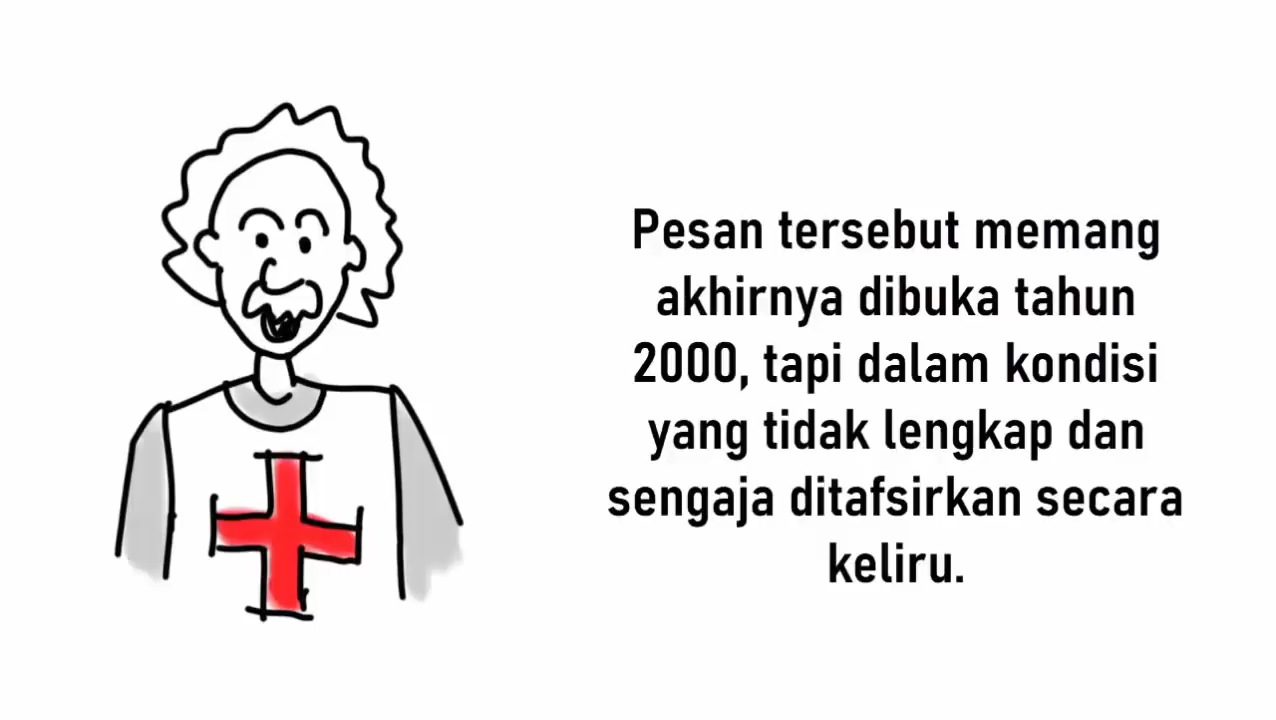 Pesan tersebut memang
akhirnya dibuka tahun
2000, tapi dalam kondisi
yang tidak lengkap dan
sengaja ditafsirkan secara
keliru.